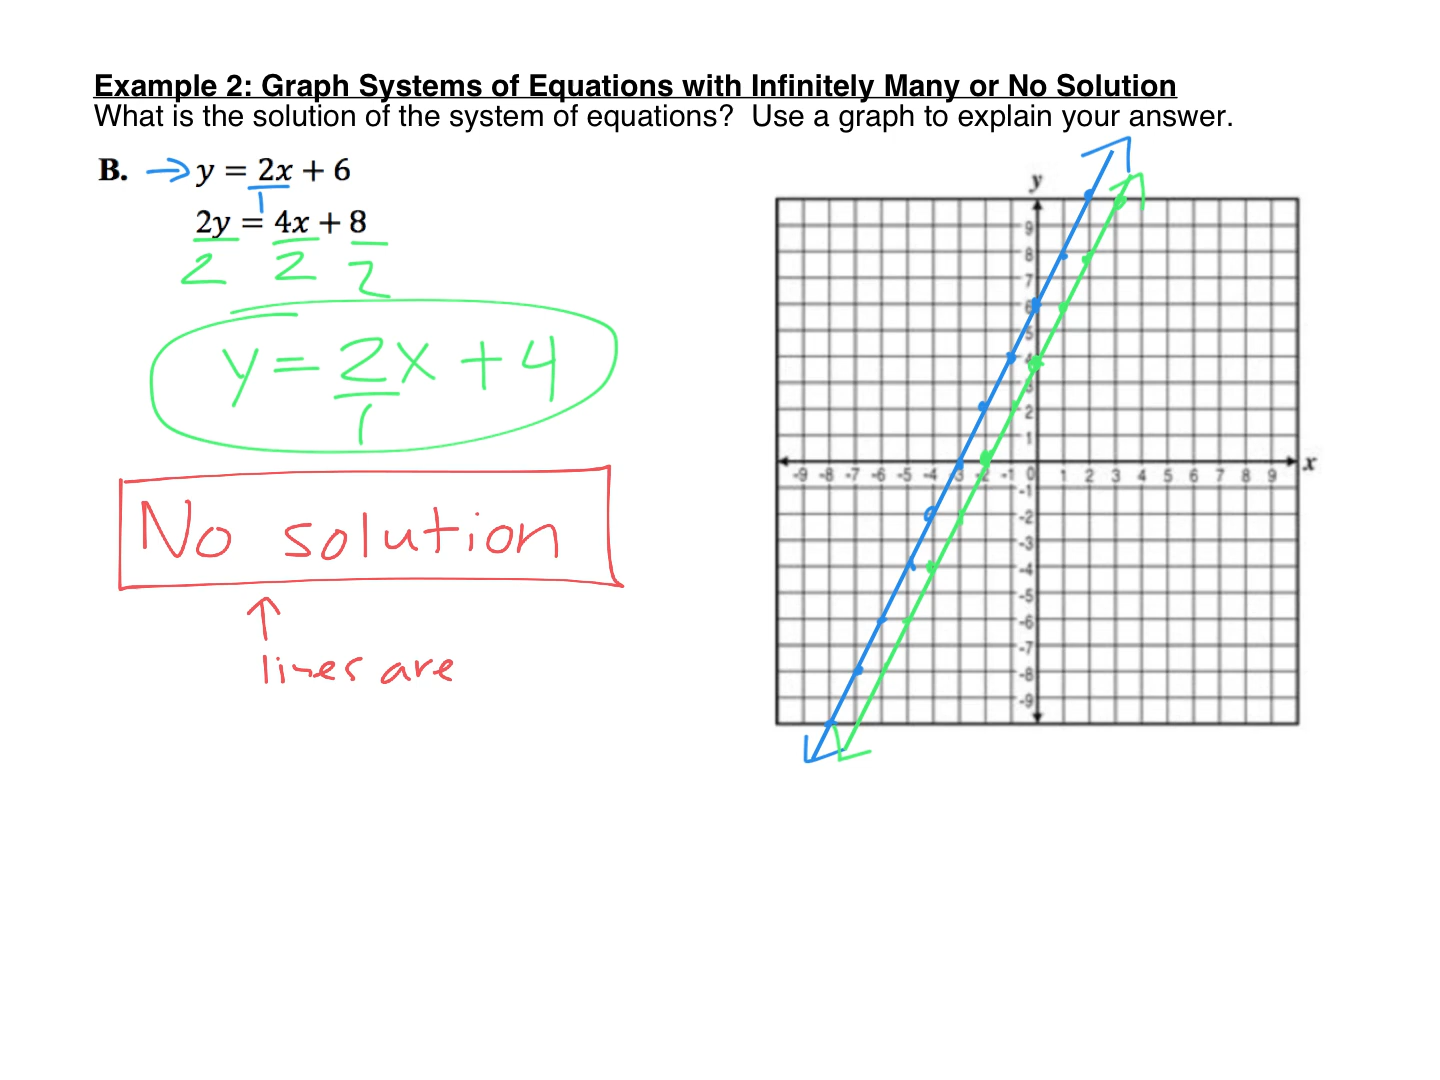 Example 2: Graph Systems of Equations with Infinitely Many or No Solution
What is the solution of the system of equations?  Use a graph to explain your answer.
B. → y = 2x + 6
1
2y = 4x + 8
2 2 2
y = 2x + 4
1
No solution
↑
lines are
y
9
8
7
6
5
4
3
2
1
-9 -8 -7 -6 -5 -4 -3 -2 -1 0 1 2 3 4 5 6 7 8 9 x
-1
-2
-3
-4
-5
-6
-7
-8
-9